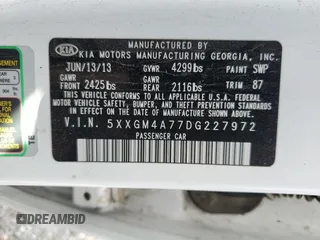 MANUFACTURED BY
KIA KIA MOTORS MANUFACTURING GEORGIA, INC.
JUN/13/13 GVWR 4299lbs PAINT SWP
GAWR GAWR
FRONT 2425lbs REAR 2116lbs TRIM 87
THIS VEHICLE CONFORMS TO ALL APPLICABLE U.S. FEDERAL
MOTOR VEHICLE SAFETY, BUMPER, AND THEFT PREVENTION
STANDARDS IN EFFECT ON THE DATE OF MANUFACTURE SHOWN ABOVE.
V.I.N. 5XXGM4A77DG227972
PASSENGER CAR
DREAMBID